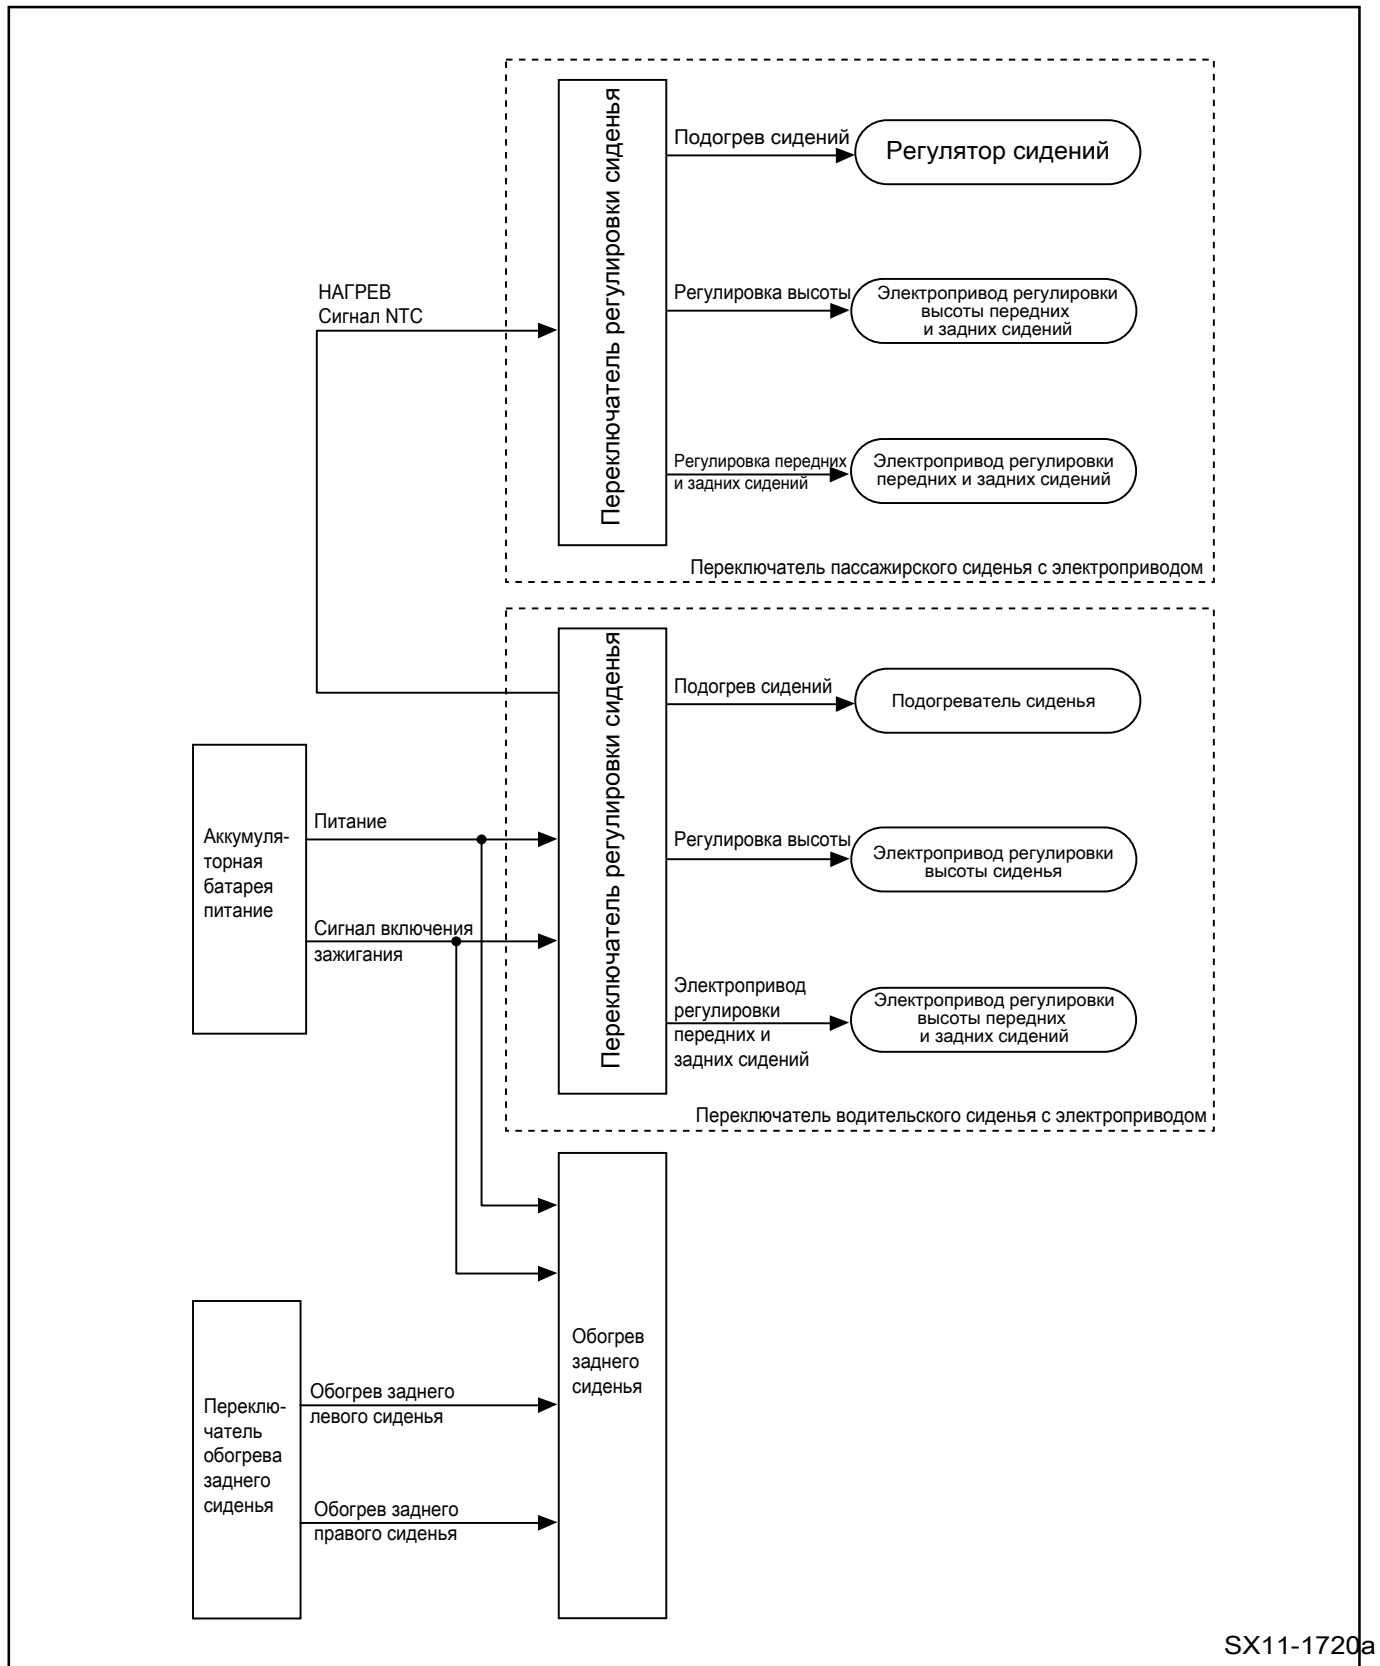 Переключатель регулировки сиденья
Подогрев сидений
Регулятор сидений
НАГРЕВ
Сигнал NTC
Регулировка высоты
Электропривод регулировки
высоты передних
и задних сидений
Регулировка передних
и задних сидений
Электропривод регулировки
передних и задних сидений
Переключатель пассажирского сиденья с электроприводом
Переключатель регулировки сиденья
Подогрев сидений
Подогреватель сиденья
Аккумуля-
торная
батарея
питание
Питание
Сигнал включения
зажигания
Регулировка высоты
Электропривод регулировки
высоты сиденья
Электропривод
регулировки
передних и
задних сидений
Электропривод регулировки
высоты передних
и задних сидений
Переключатель водительского сиденья с электроприводом
Обогрев
заднего
сиденья
Переклю-
чатель
обогрева
заднего
сиденья
Обогрев заднего
левого сиденья
Обогрев заднего
правого сиденья
SX11-1720a